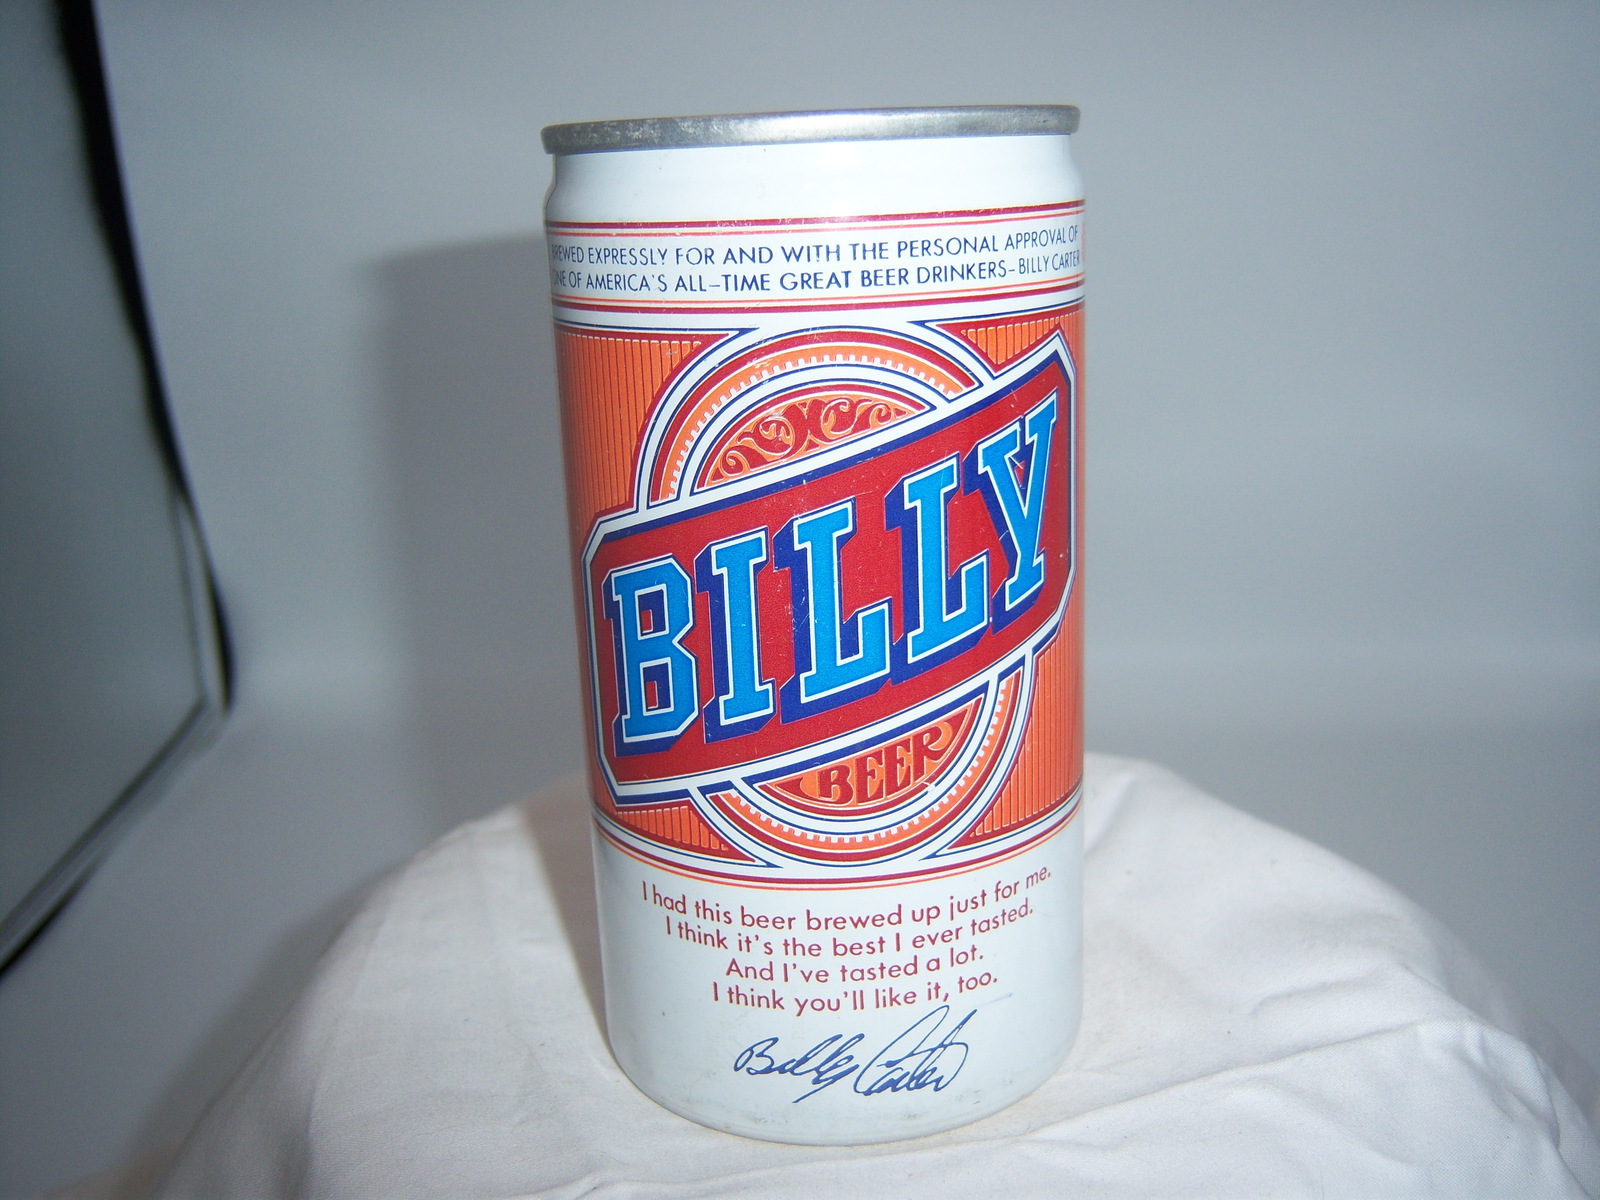 BREWED EXPRESSLY FOR AND WITH THE PERSONAL APPROVAL OF
ONE OF AMERICA'S ALL-TIME GREAT BEER DRINKERS-BILLY CARTER
BILLY
BEER
I had this beer brewed up just for me.
I think it's the best I ever tasted.
And I've tasted a lot.
I think you'll like it, too.
Billy Carter